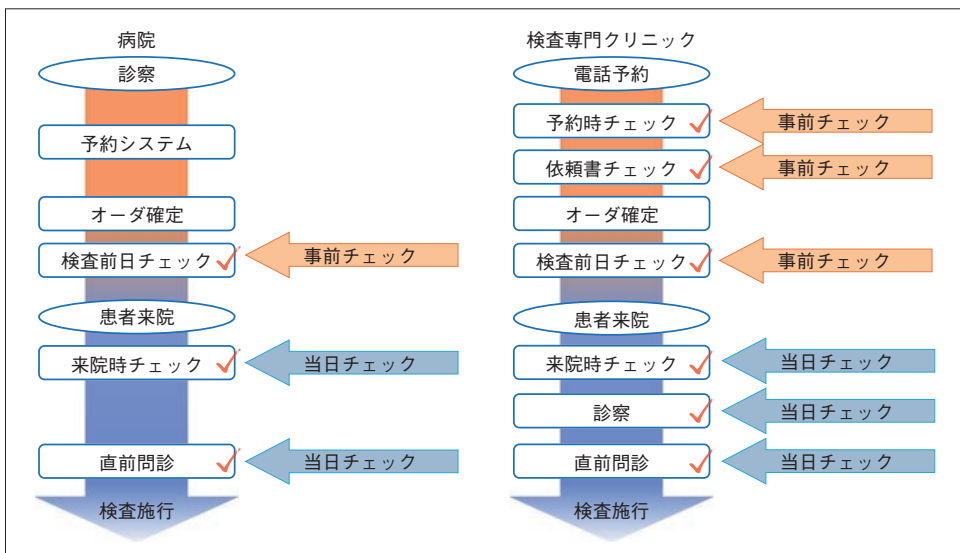 病院
診察
予約システム
オーダ確定
検査前日チェック
事前チェック
患者来院
来院時チェック
当日チェック
直前問診
当日チェック
検査施行
検査専門クリニック
電話予約
予約時チェック
事前チェック
依頼書チェック
事前チェック
オーダ確定
検査前日チェック
事前チェック
患者来院
来院時チェック
当日チェック
診察
当日チェック
直前問診
当日チェック
検査施行